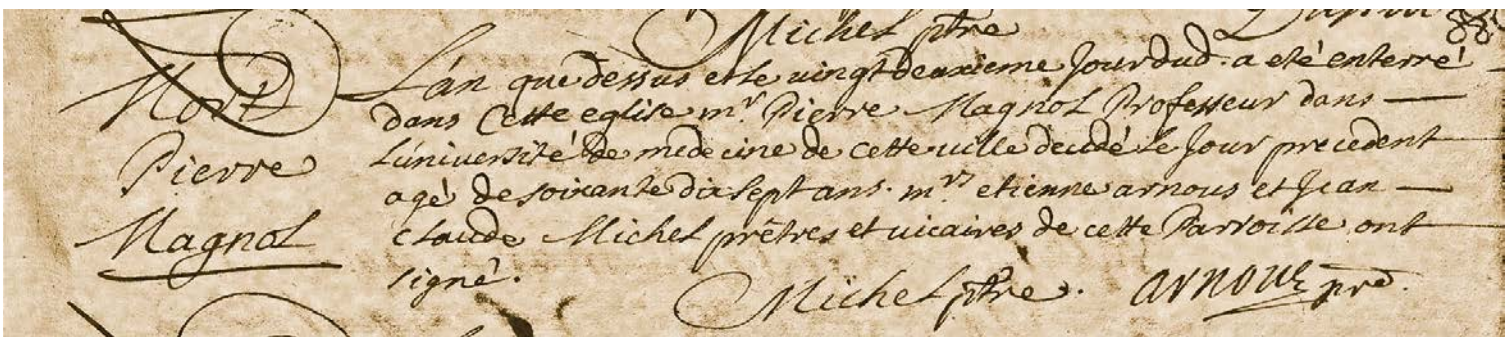 Michel ptre
Mort
Pierre
Magnol
L'an que dessus et le vingt deuxieme Jour dud. a eté enterré
dans Cette eglise mr. Pierre Magnol Professeur dans
L'université de medecine de cette ville decedé Le Jour precedent
agé de soixante dix sept ans. mrs etienne arnous et Jean
claude Michel prêtres et vicaires de cette Parroisse ont
signé.
Michel ptre. arnous pre.